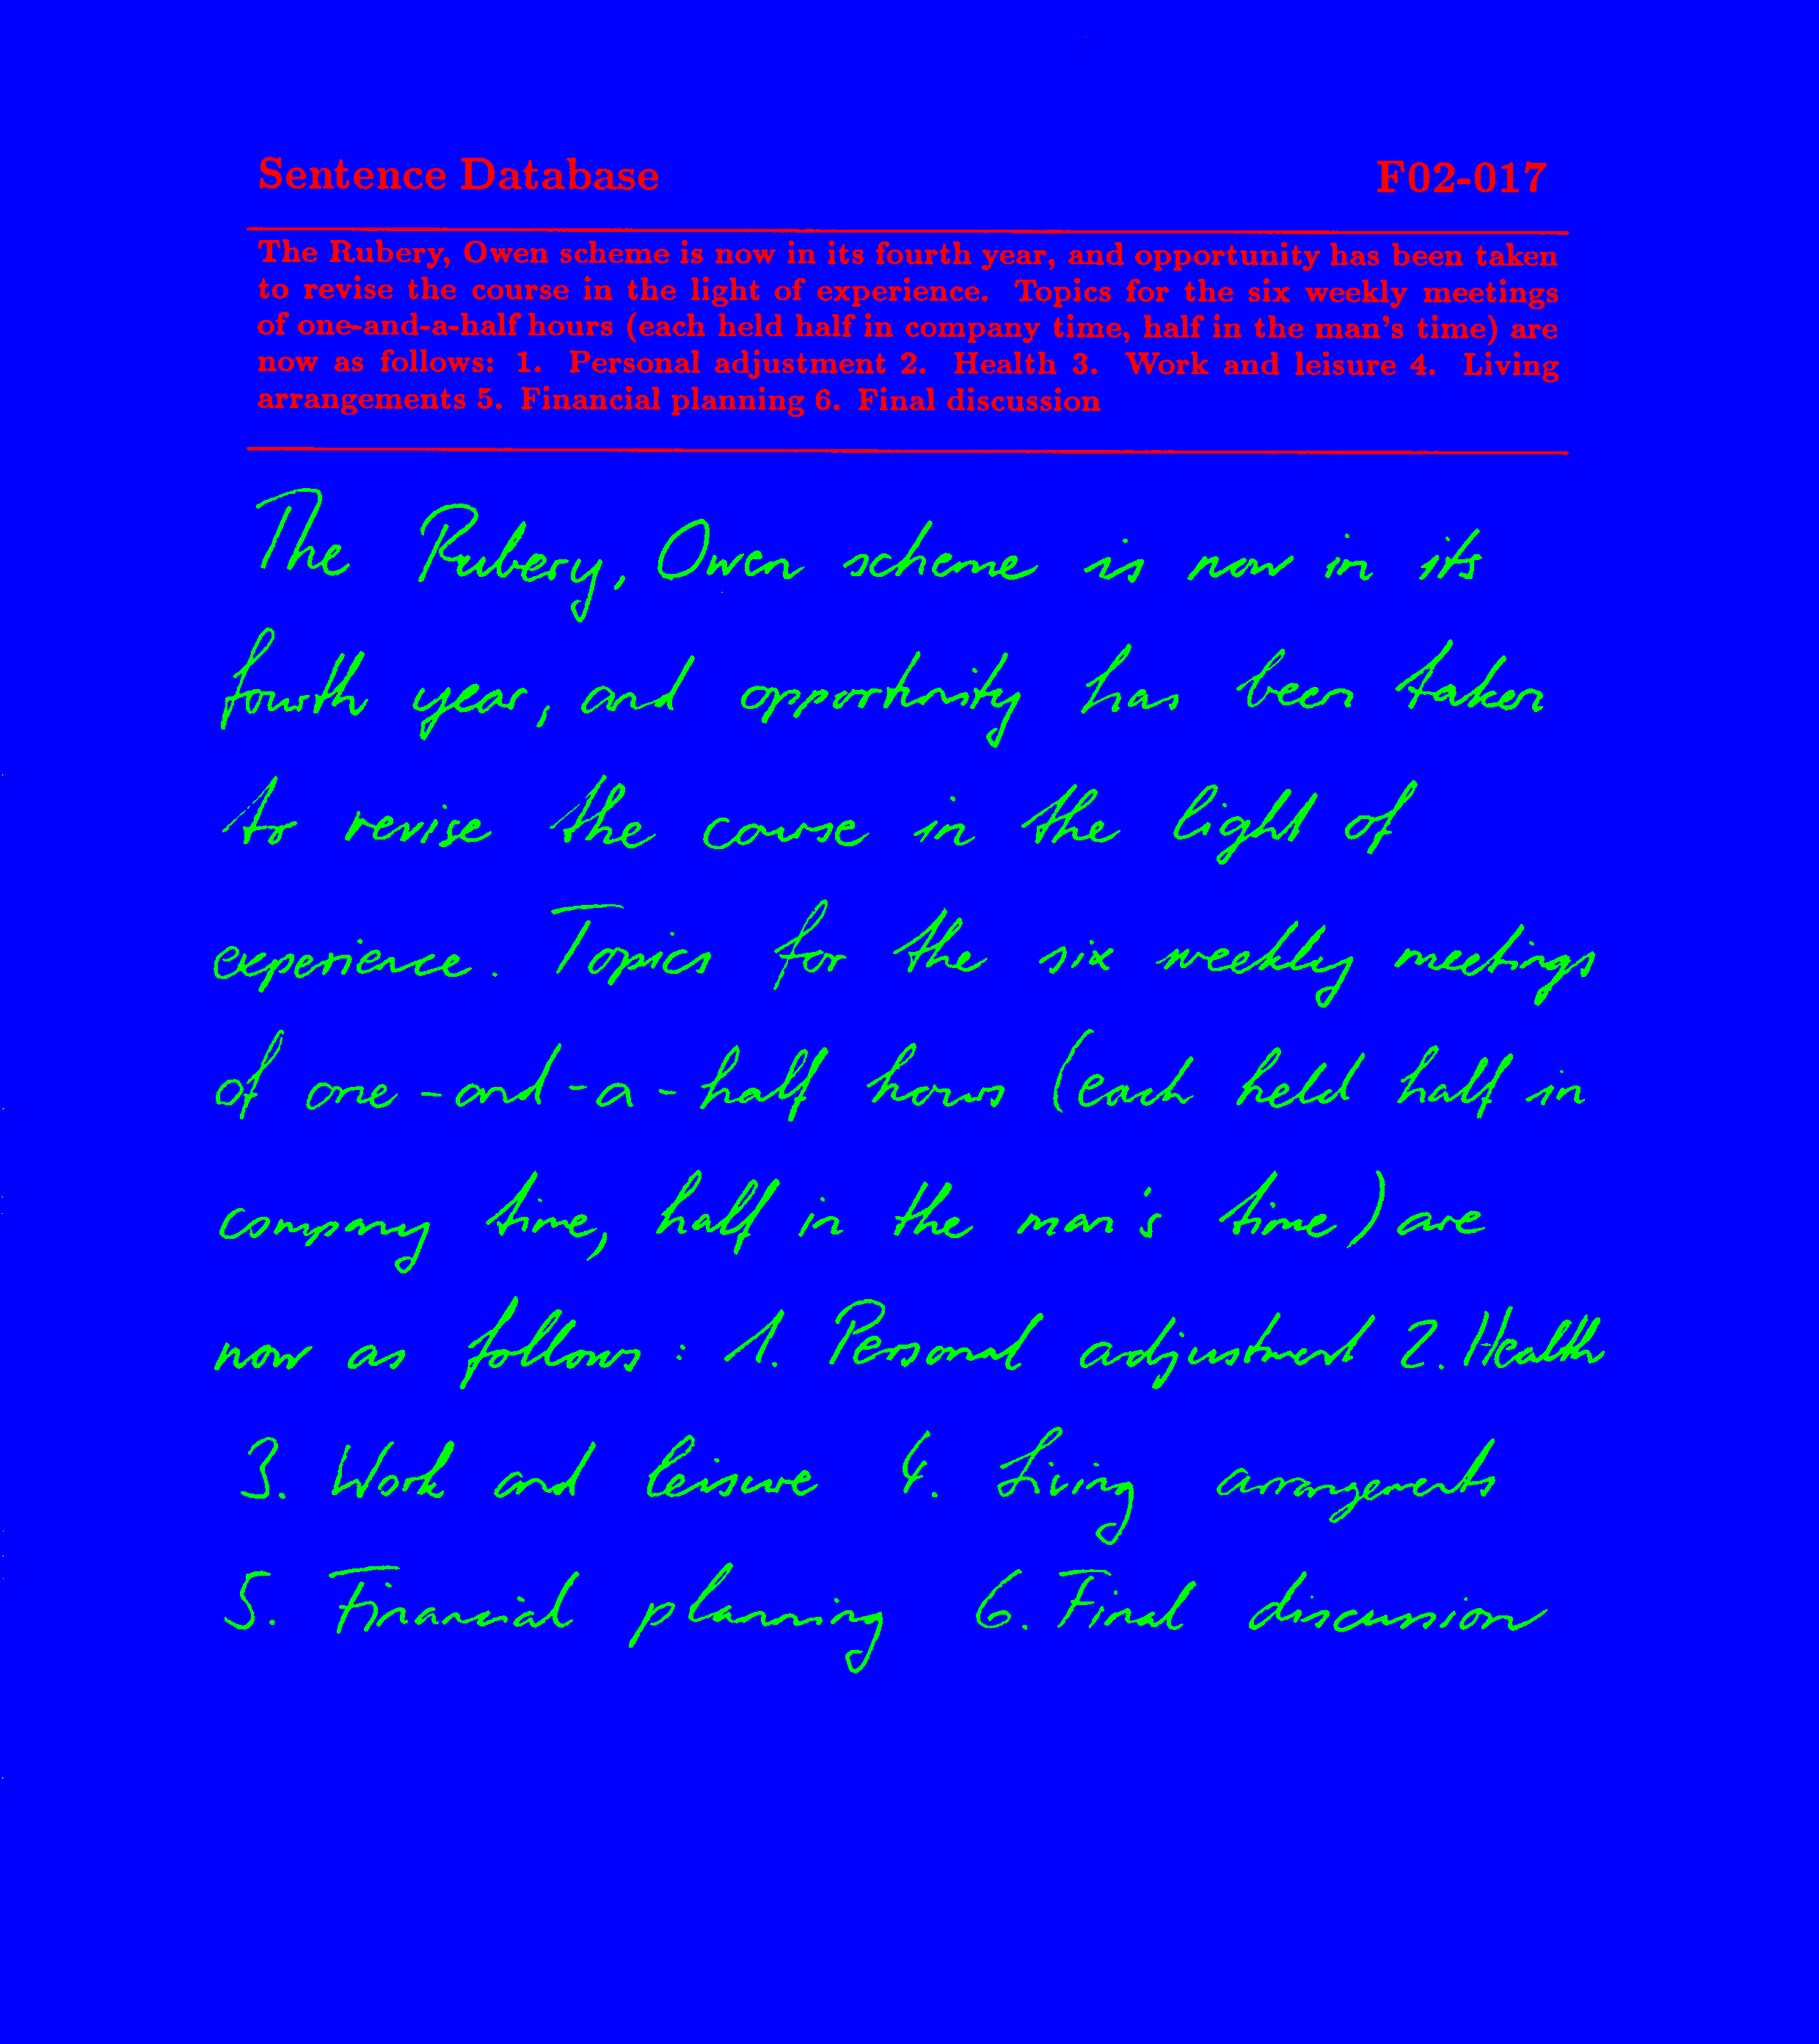 Sentence Database F02-017
The Rubery, Owen scheme is now in its fourth year, and opportunity has been taken
to revise the course in the light of experience. Topics for the six weekly meetings
of one-and-a-half hours (each held half in company time, half in the man's time) are
now as follows: 1. Personal adjustment 2. Health 3. Work and leisure 4. Living
arrangements 5. Financial planning 6. Final discussion
The Rubery, Owen scheme is now in its
fourth year, and opportunity has been taken
to revise the course in the light of
experience. Topics for the six weekly meetings
of one-and-a-half hours (each held half in
company time, half in the man's time) are
now as follows: 1. Personal adjustment 2. Health
3. Work and leisure 4. Living arrangements
5. Financial planning 6. Final discussion